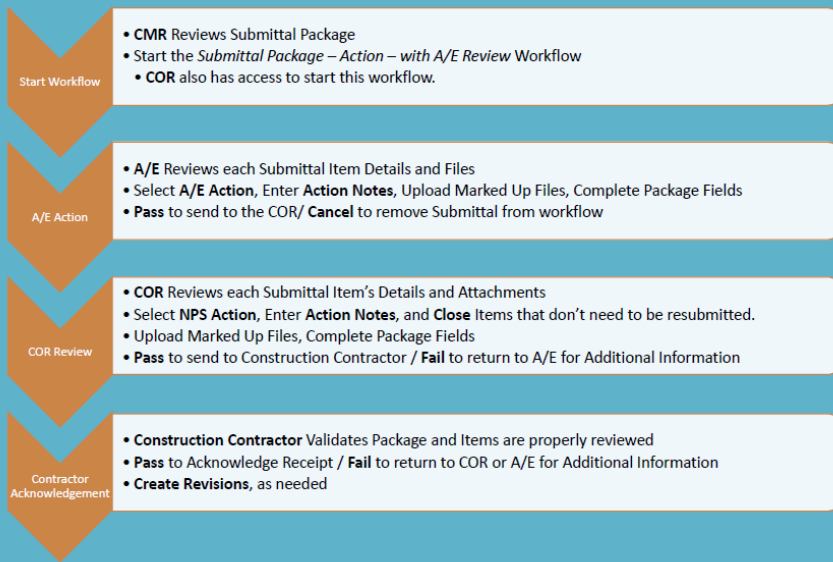 Start Workflow
• CMR Reviews Submittal Package
• Start the Submittal Package – Action – with A/E Review Workflow
• COR also has access to start this workflow.
A/E Action
• A/E Reviews each Submittal Item Details and Files
• Select A/E Action, Enter Action Notes, Upload Marked Up Files, Complete Package Fields
• Pass to send to the COR/ Cancel to remove Submittal from workflow
COR Review
• COR Reviews each Submittal Item’s Details and Attachments
• Select NPS Action, Enter Action Notes, and Close Items that don’t need to be resubmitted.
• Upload Marked Up Files, Complete Package Fields
• Pass to send to Construction Contractor / Fail to return to A/E for Additional Information
Contractor
Acknowledgement
• Construction Contractor Validates Package and Items are properly reviewed
• Pass to Acknowledge Receipt / Fail to return to COR or A/E for Additional Information
• Create Revisions, as needed